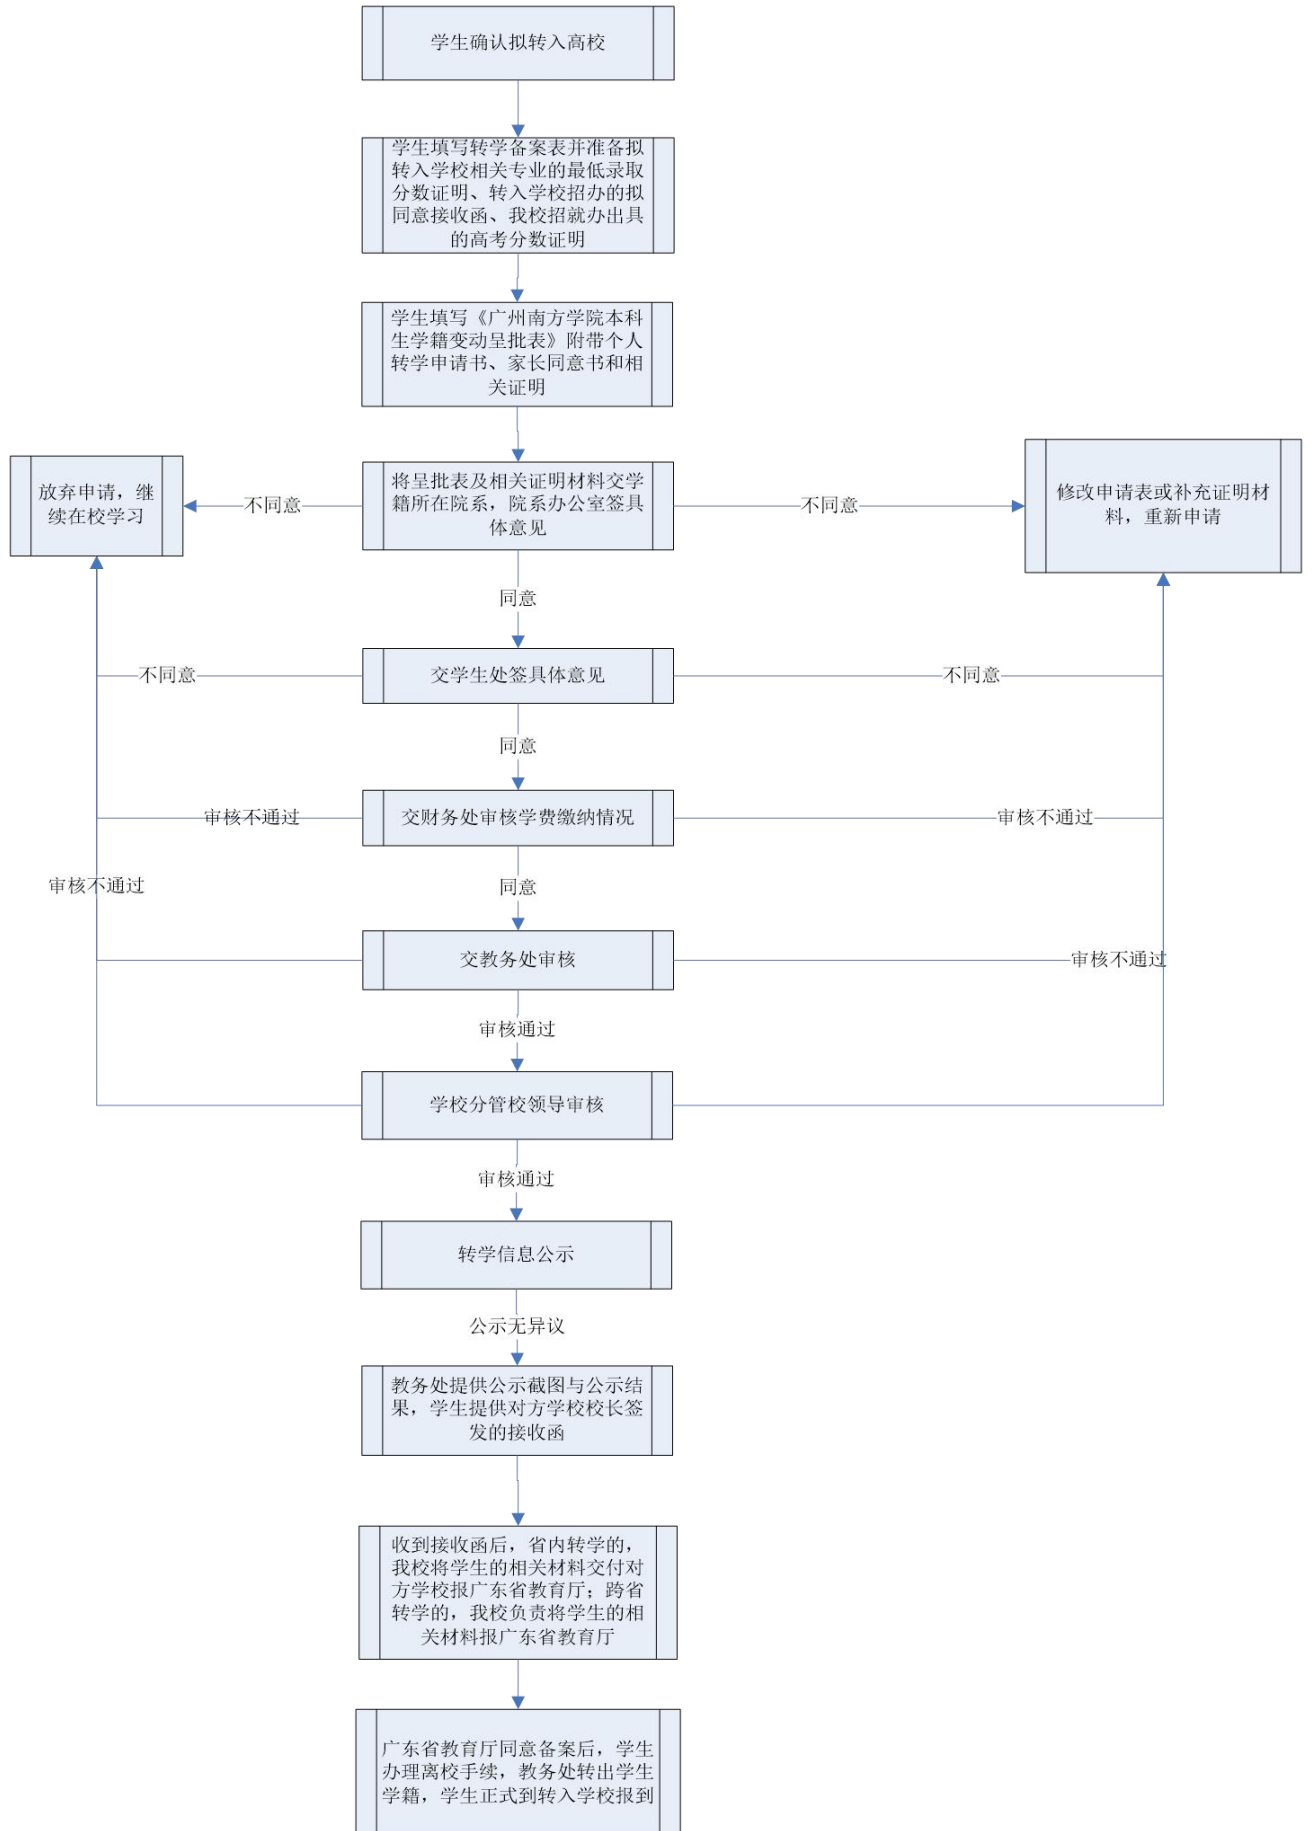 学生确认拟转入高校
学生填写转学备案表并准备拟
转入学校相关专业的最低录取
分数证明、转入学校招办的拟
同意接收函、我校招就办出具
的高考分数证明
学生填写《广州南方学院本科
生学籍变动呈批表》附带个人
转学申请书、家长同意书和相
关证明
放弃申请，继
续在校学习
不同意
将呈批表及相关证明材料交学
籍所在院系，院系办公室签具
体意见
不同意
修改申请表或补充证明材
料，重新申请
同意
不同意
交学生处签具体意见
不同意
同意
审核不通过
交财务处审核学费缴纳情况
审核不通过
审核不通过
同意
交教务处审核
审核不通过
审核通过
学校分管校领导审核
审核通过
转学信息公示
公示无异议
教务处提供公示截图与公示结
果，学生提供对方学校校长签
发的接收函
收到接收函后，省内转学的，
我校将学生的相关材料交付对
方学校报广东省教育厅；跨省
转学的，我校负责将学生的相
关材料报广东省教育厅
广东省教育厅同意备案后，学生
办理离校手续，教务处转出学生
学籍，学生正式到转入学校报到